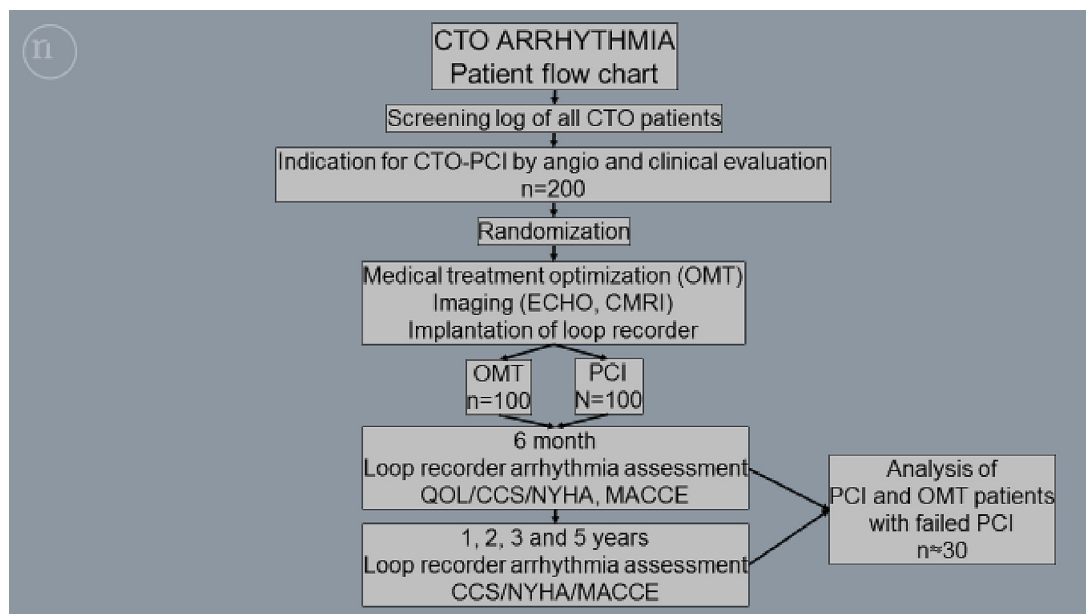 n
CTO ARRHYTHMIA
Patient flow chart
Screening log of all CTO patients
Indication for CTO-PCI by angio and clinical evaluation
n=200
Randomization
Medical treatment optimization (OMT)
Imaging (ECHO, CMRI)
Implantation of loop recorder
OMT
n=100
PCI
N=100
6 month
Loop recorder arrhythmia assessment
QOL/CCS/NYHA, MACCE
Analysis of
PCI and OMT patients
with failed PCI
n≈30
1, 2, 3 and 5 years
Loop recorder arrhythmia assessment
CCS/NYHA/MACCE